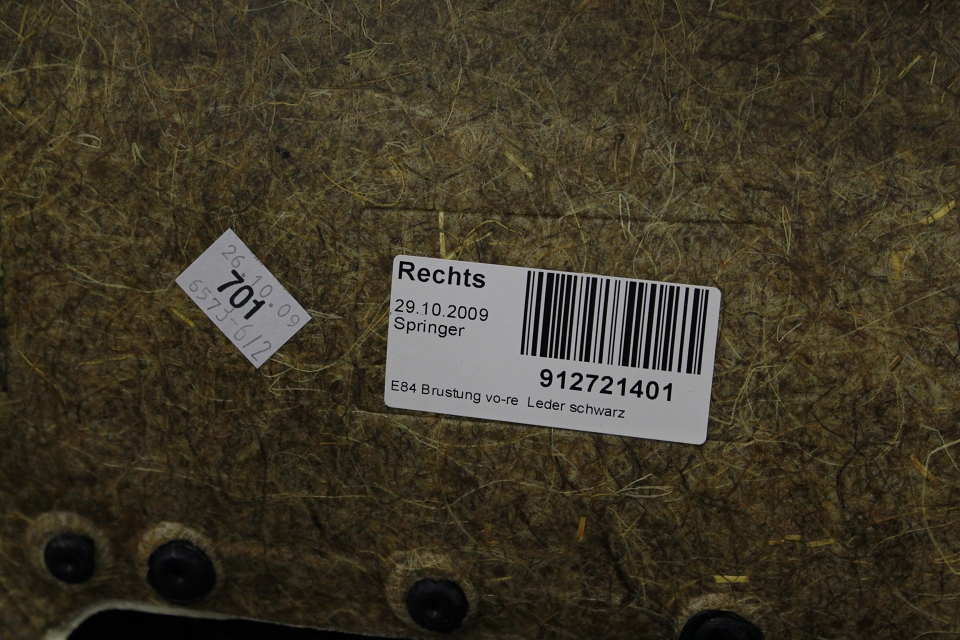 26.10.09
701
6573-6/2
Rechts
29.10.2009
Springer
912721401
E84 Brustung vo-re Leder schwarz